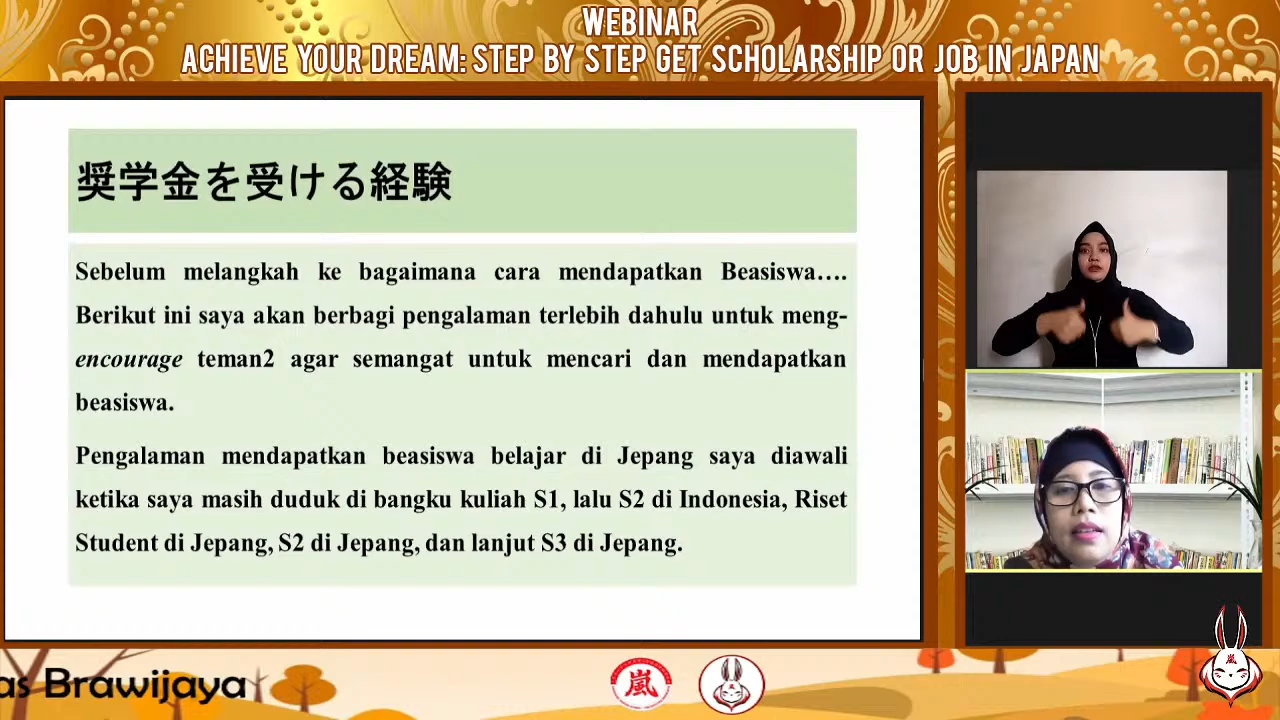 WEBINAR
ACHIEVE YOUR DREAM: STEP BY STEP GET SCHOLARSHIP OR JOB IN JAPAN
奨学金を受ける経験
Sebelum melangkah ke bagaimana cara mendapatkan Beasiswa….
Berikut ini saya akan berbagi pengalaman terlebih dahulu untuk meng-
encourage teman2 agar semangat untuk mencari dan mendapatkan
beasiswa.
Pengalaman mendapatkan beasiswa belajar di Jepang saya diawali
ketika saya masih duduk di bangku kuliah S1, lalu S2 di Indonesia, Riset
Student di Jepang, S2 di Jepang, dan lanjut S3 di Jepang.
as Brawijaya
嵐
嵐